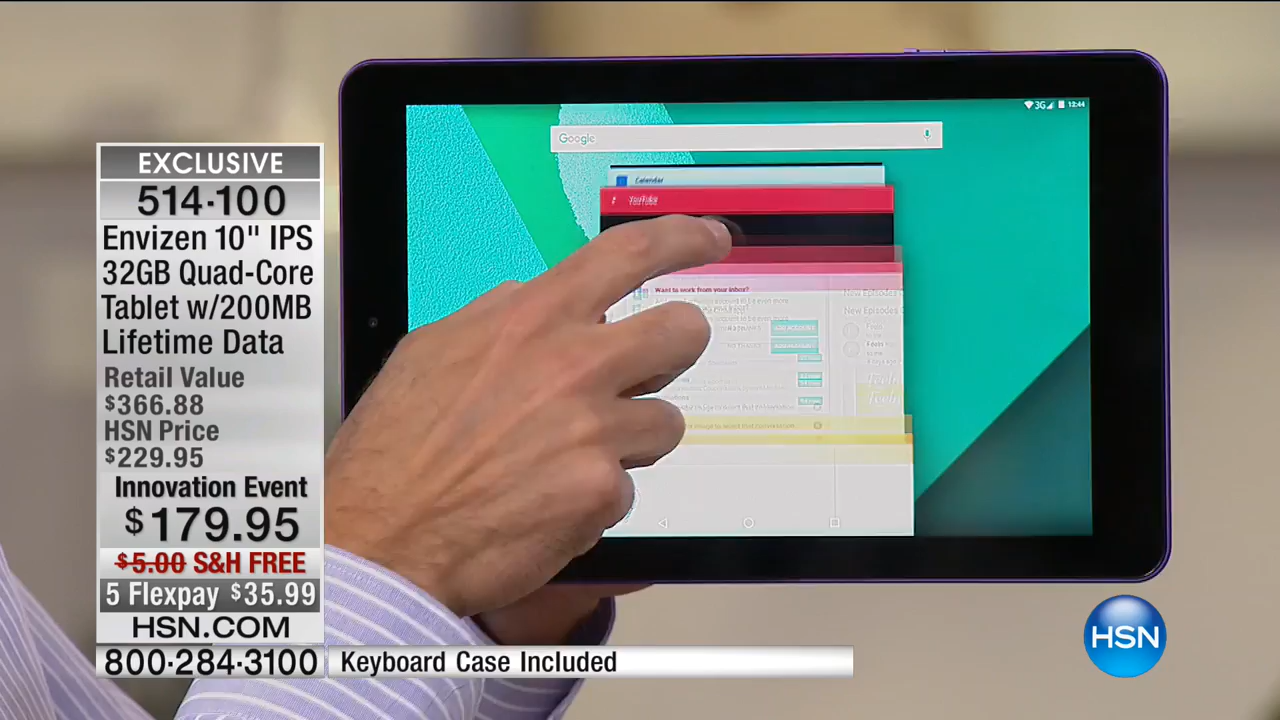 EXCLUSIVE
514-100
Envizen 10" IPS
32GB Quad-Core
Tablet w/200MB
Lifetime Data
Retail Value
$366.88
HSN Price
$229.95
Innovation Event
$179.95
$5.00 S&H FREE
5 Flexpay $35.99
HSN.COM
800-284-3100
Keyboard Case Included
HSN
3G 12:44
Google
Calendar
YouTube
Want to work from your inbox?
New Episodes